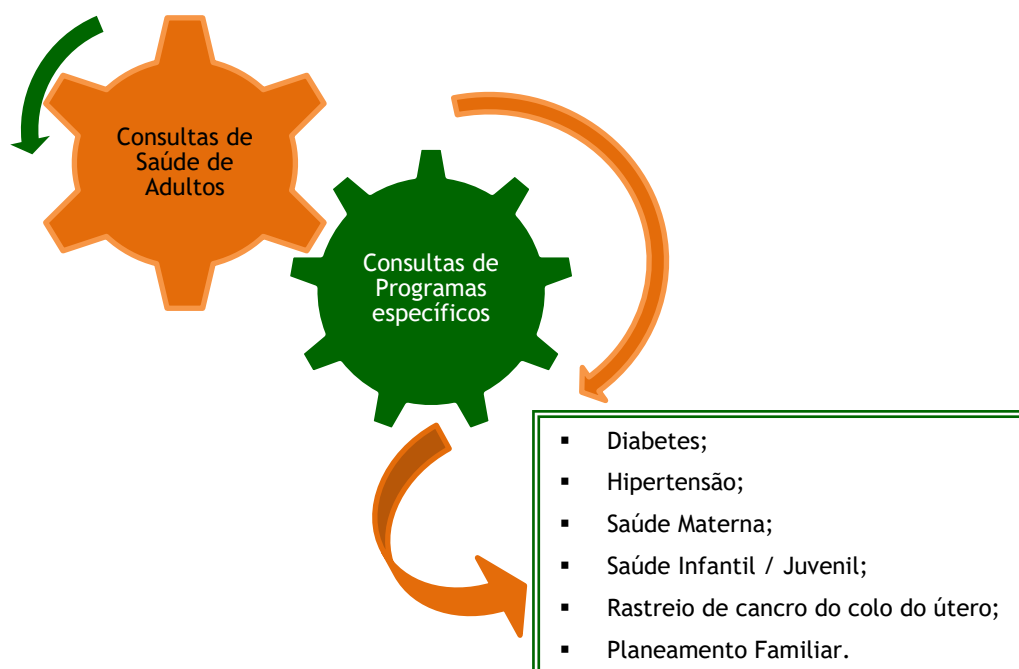 Consultas de
Saúde de
Adultos
Consultas de
Programas
específicos
▪ Diabetes;
▪ Hipertensão;
▪ Saúde Materna;
▪ Saúde Infantil / Juvenil;
▪ Rastreio de cancro do colo do útero;
▪ Planeamento Familiar.